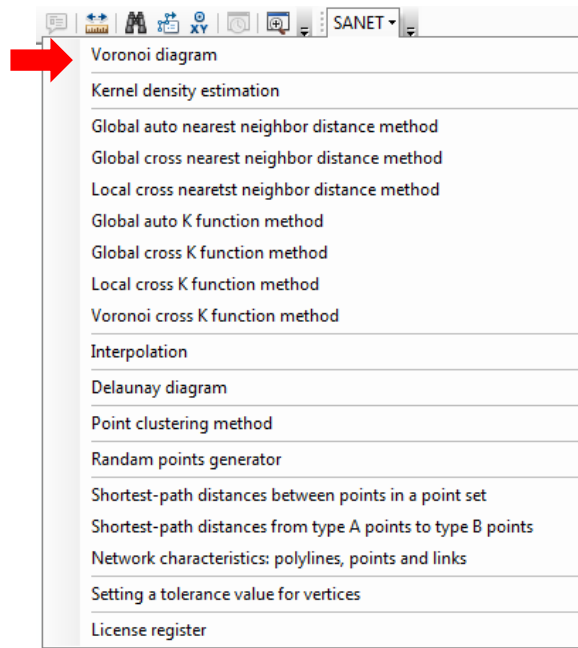 XY
SANET
Voronoi diagram
Kernel density estimation
Global auto nearest neighbor distance method
Global cross nearest neighbor distance method
Local cross nearetst neighbor distance method
Global auto K function method
Global cross K function method
Local cross K function method
Voronoi cross K function method
Interpolation
Delaunay diagram
Point clustering method
Randam points generator
Shortest-path distances between points in a point set
Shortest-path distances from type A points to type B points
Network characteristics: polylines, points and links
Setting a tolerance value for vertices
License register